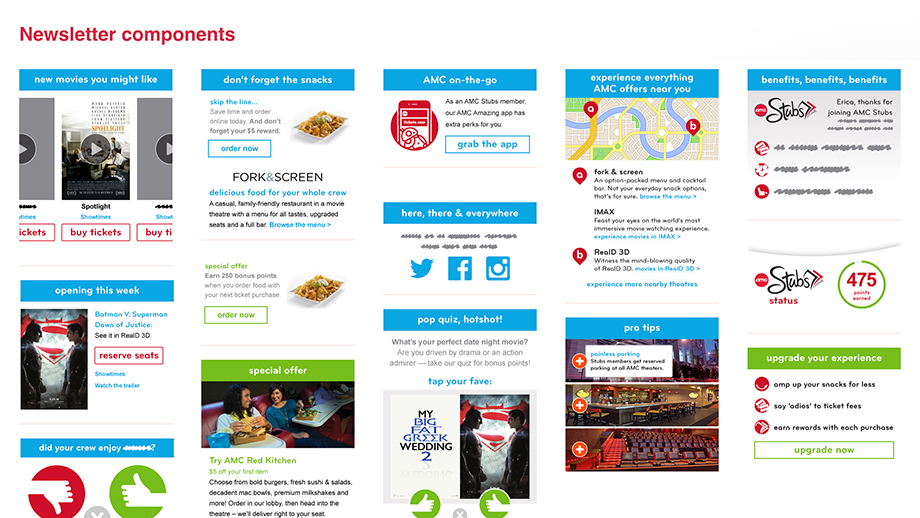 Newsletter components
new movies you might like
SPOTLIGHT
Spotlight
Showtimes
Showtimes
Showtimes
ickets
buy tickets
buy ti
opening this week
Batman V. Superman
Dawn of Justice:
See it in RealD 3D
reserve seats
Showtimes
Watch the trailer
did your crew enjoy ?
don't forget the snacks
skip the line...
Save time and order
online today. And don't
forget your $5 reward.
order now
FORK&SCREEN
delicious food for your whole crew
A casual, family-friendly restaurant in a movie
theatre with a menu for all tastes, upgraded
seats and a full bar. Browse the menu >
special offer
Earn 250 bonus points
when you order food with
your next ticket purchase.
order now
special offer
Try AMC Red Kitchen
$5 off your first item
Choose from bold burgers, fresh sushi & salads,
decadent mac bowls, premium milkshakes and
more! Order in our lobby, then head into the
theatre – we'll deliver right to your seat.
AMC on-the-go
Tickets now
As an AMC Stubs member,
our AMC Amazing app has
extra perks for you.
grab the app
here, there & everywhere
pop quiz, hotshot!
What's your perfect date night movie?
Are you driven by drama or an action
admirer — take our quiz for bonus points!
tap your fave:
MY
BIG
FAT
GREEK
WEDDING
2
experience everything
AMC offers near you
a
b
a
fork & screen
An option-packed menu and cocktail
bar. Not your everyday snack options,
that's for sure. browse the menu >
IMAX
Feast your eyes on the world's most
immersive movie watching experience.
experience movies in IMAX >
b
RealD 3D
Witness the mind-blowing quality
of RealD 3D. movies in RealD 3D >
experience more nearby theatres
pro tips
painless parking
Stubs members get reserved
parking at all AMC theaters.
benefits, benefits, benefits
amc Stubs
Erica, thanks for
joining AMC Stubs
amc Stubs
status
475
points
earned
upgrade your experience
amp up your snacks for less
say 'adios' to ticket fees
earn rewards with each purchase
upgrade now